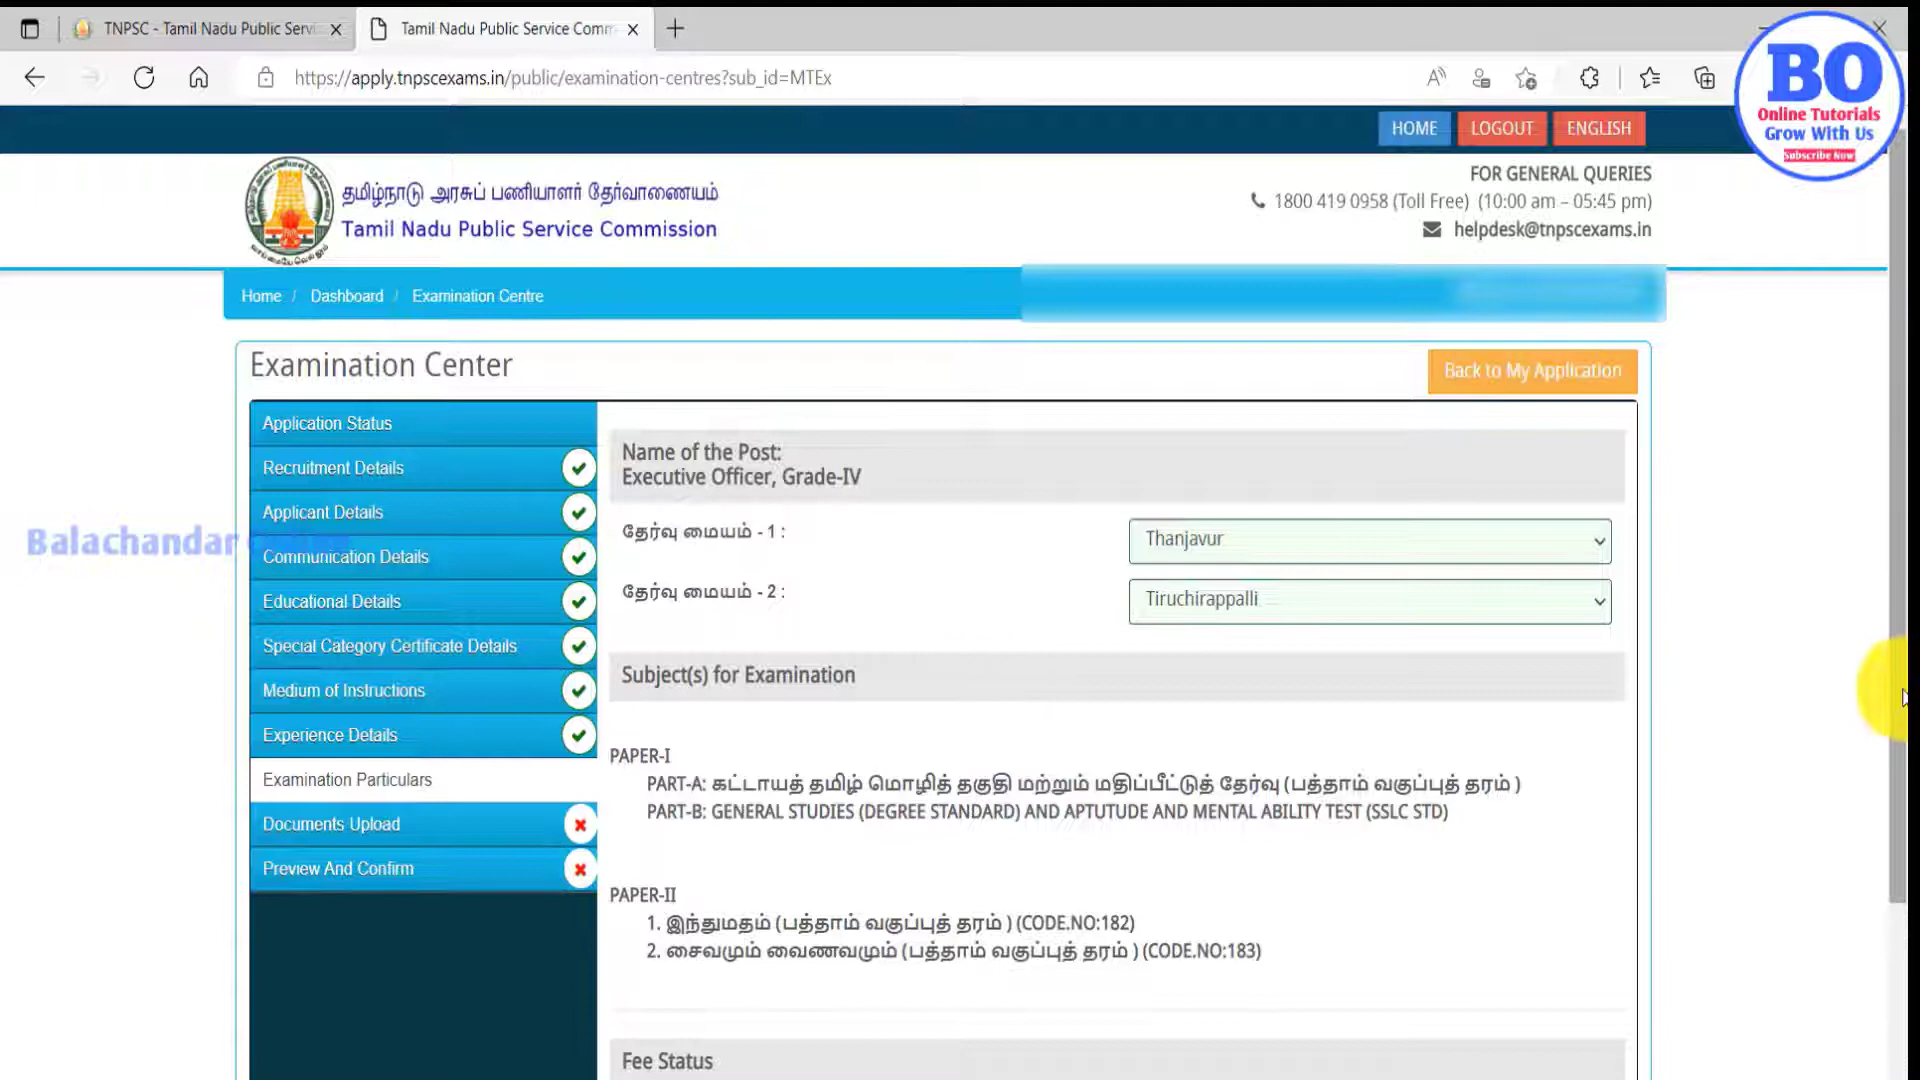 TNPSC - Tamil Nadu Public Servi
Tamil Nadu Public Service Comm
https://apply.tnpscexams.in/public/examination-centres?sub_id=MTEx
BO
Online Tutorials
Grow With Us
Subscribe Now
HOME
LOGOUT
ENGLISH
தமிழ்நாடு அரசுப் பணியாளர் தேர்வாணையம்
Tamil Nadu Public Service Commission
FOR GENERAL QUERIES
1800 419 0958 (Toll Free) (10:00 am – 05:45 pm)
helpdesk@tnpscexams.in
Home / Dashboard / Examination Centre
Examination Center
Back to My Application
Application Status
Recruitment Details
Applicant Details
Balachandar
Communication Details
Educational Details
Special Category Certificate Details
Medium of Instructions
Experience Details
Examination Particulars
Documents Upload
Preview And Confirm
Name of the Post:
Executive Officer, Grade-IV
தேர்வு மையம் - 1 :
Thanjavur
தேர்வு மையம் - 2 :
Tiruchirappalli
Subject(s) for Examination
PAPER-I
PART-A: கட்டாயத் தமிழ் மொழித் தகுதி மற்றும் மதிப்பீட்டுத் தேர்வு (பத்தாம் வகுப்புத் தரம் )
PART-B: GENERAL STUDIES (DEGREE STANDARD) AND APTUTUDE AND MENTAL ABILITY TEST (SSLC STD)
PAPER-II
1. இந்துமதம் (பத்தாம் வகுப்புத் தரம் ) (CODE.NO:182)
2. சைவமும் வைணவமும் (பத்தாம் வகுப்புத் தரம் ) (CODE.NO:183)
Fee Status